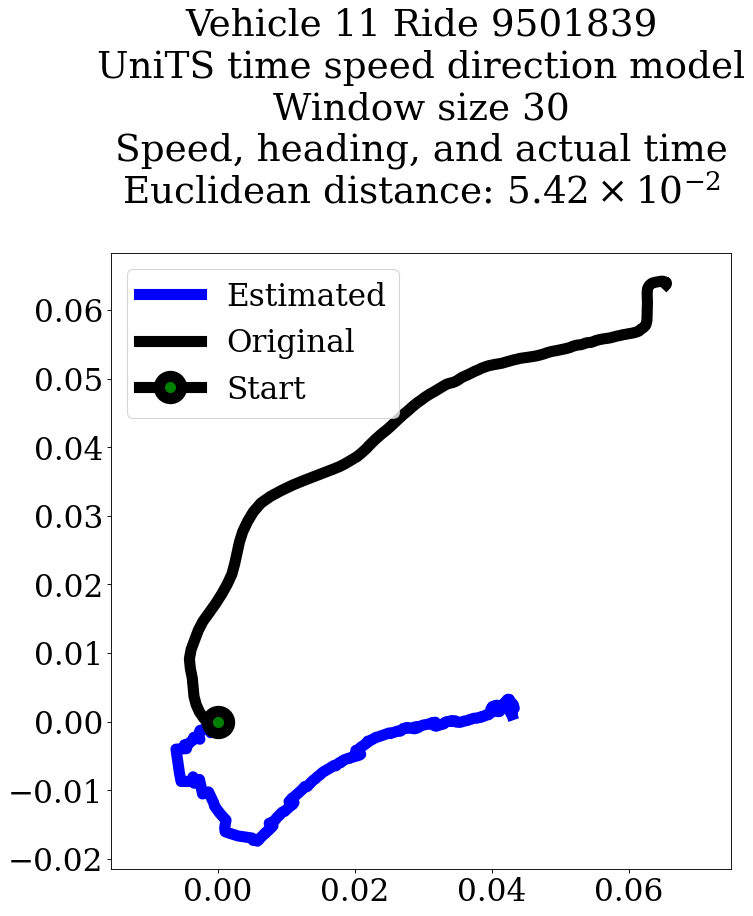 Vehicle 11 Ride 9501839
UniTS time speed direction model
Window size 30
Speed, heading, and actual time
Euclidean distance: 5.42 × 10⁻²
Estimated
Original
Start
0.06
0.05
0.04
0.03
0.02
0.01
0.00
−0.01
−0.02
0.00 0.02 0.04 0.06